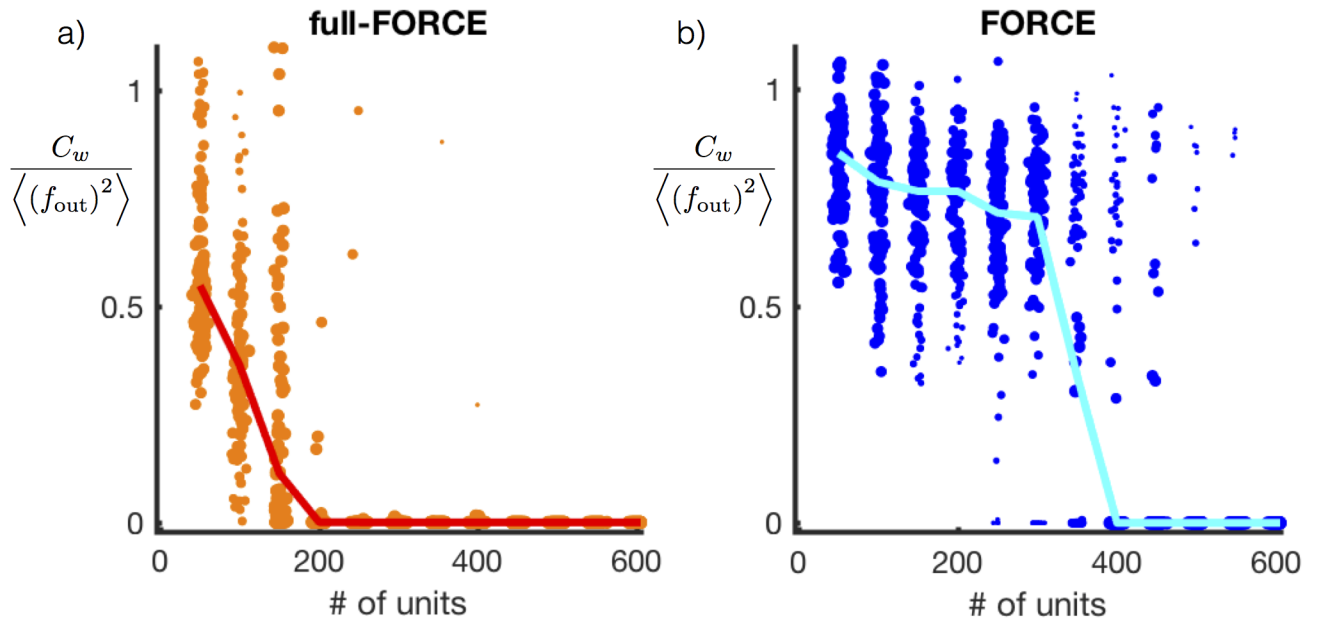 a)
full-FORCE
C_w
⟨(f_out)^2⟩
1
0.5
0
0
200
400
600
# of units
b)
FORCE
C_w
⟨(f_out)^2⟩
1
0.5
0
0
200
400
600
# of units